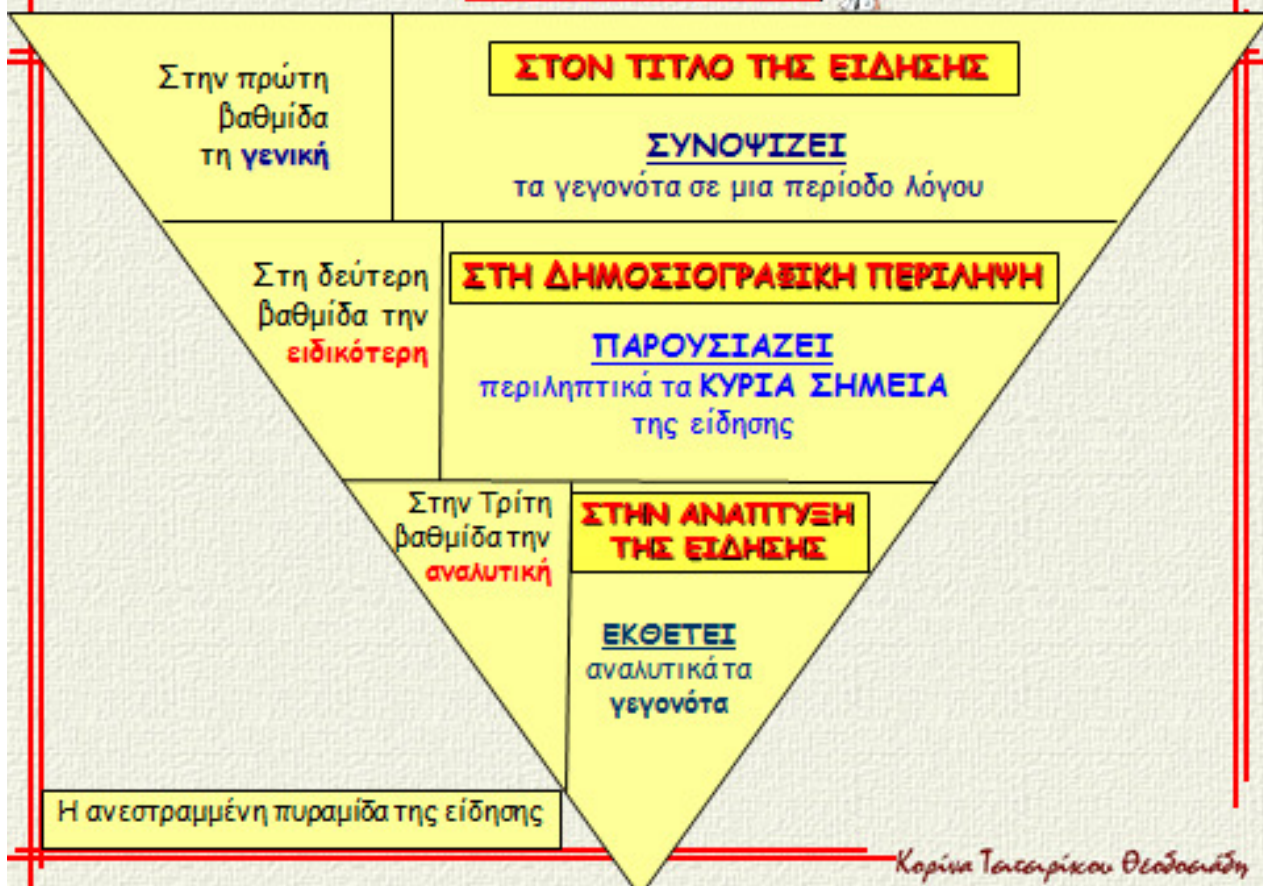 Στην πρώτη
βαθμίδα
τη γενική
ΣΤΟΝ ΤΙΤΛΟ ΤΗΣ ΕΙΔΗΣΗΣ
ΣΥΝΟΨΙΖΕΙ
τα γεγονότα σε μια περίοδο λόγου
Στη δεύτερη
βαθμίδα την
ειδικότερη
ΣΤΗ ΔΗΜΟΣΙΟΓΡΑΦΙΚΗ ΠΕΡΙΛΗΨΗ
ΠΑΡΟΥΣΙΑΖΕΙ
περιληπτικά τα ΚΥΡΙΑ ΣΗΜΕΙΑ
της είδησης
Στην Τρίτη
βαθμίδα την
αναλυτική
ΣΤΗΝ ΑΝΑΠΤΥΞΗ
ΤΗΣ ΕΙΔΗΣΗΣ
ΕΚΘΕΤΕΙ
αναλυτικά τα
γεγονότα
Η ανεστραμμένη πυραμίδα της είδησης
Κορίνα Θεοδοσιάδη